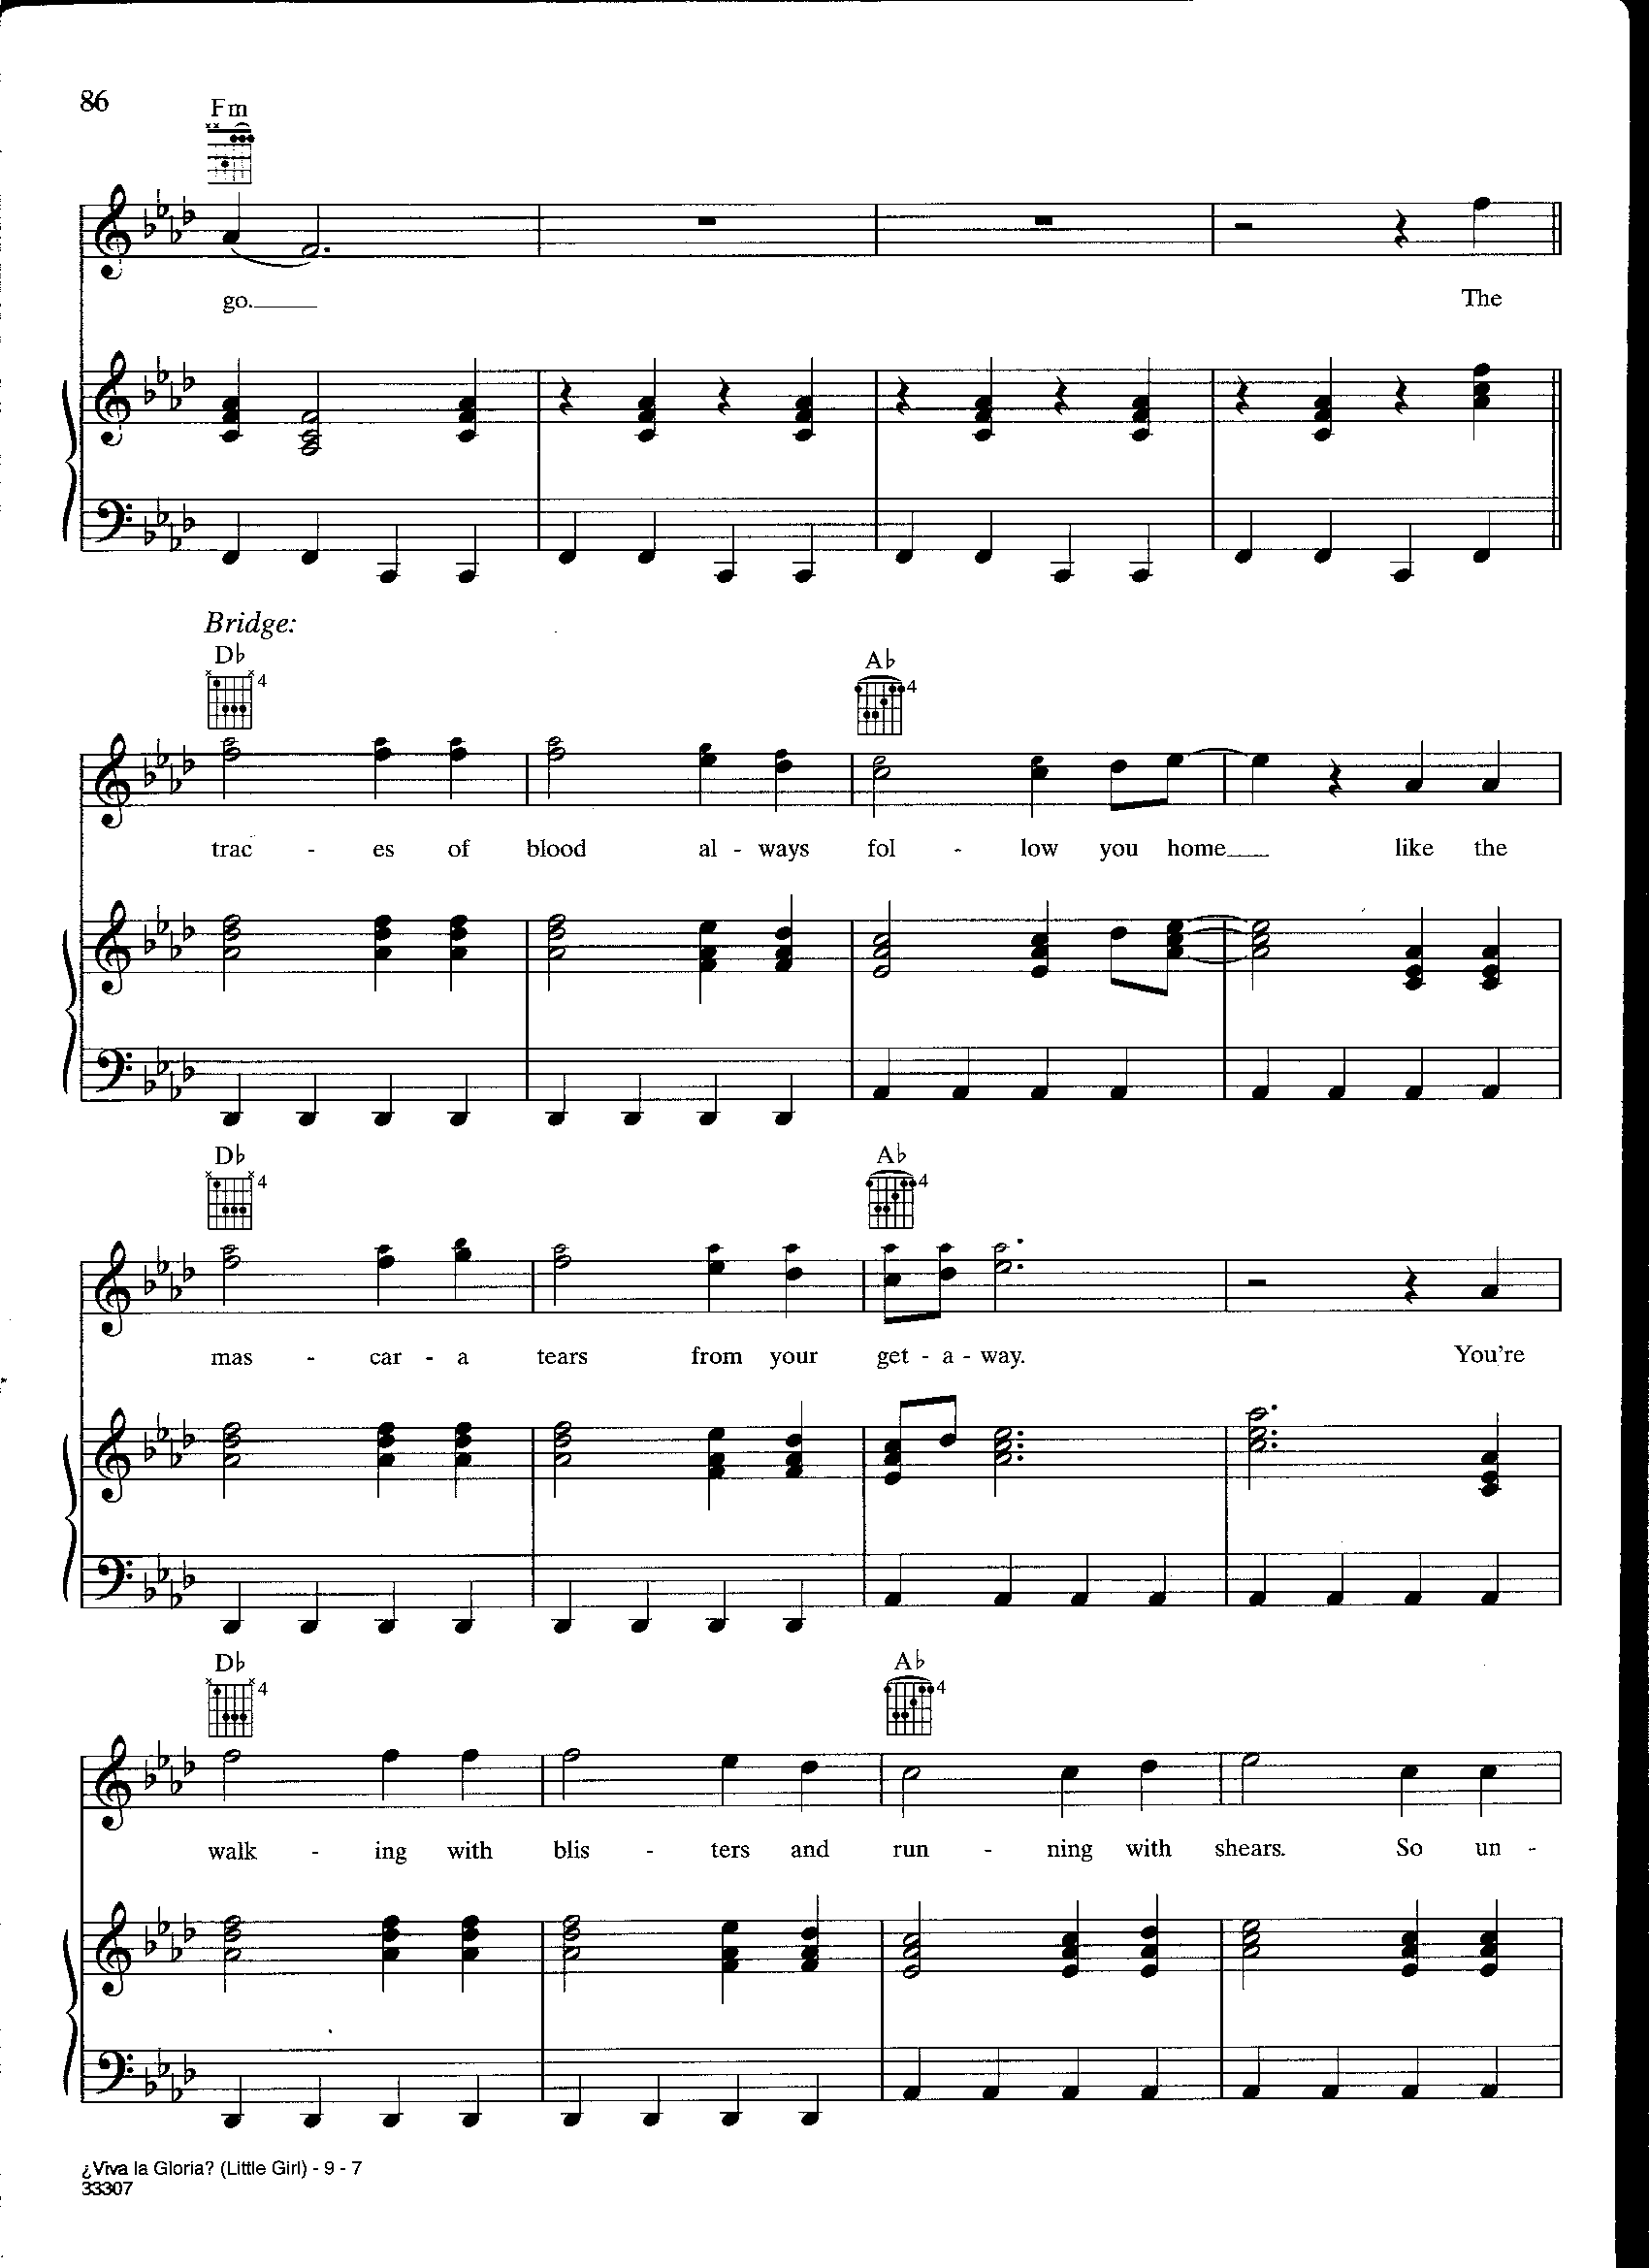 86
Fm
go.
The
Bridge:
D♭ 4 A♭ 4
trac - es of blood al - ways fol - low you home like the
D♭ 4 A♭ 4
mas - car - a tears from your get - a - way. You're
D♭ 4 A♭ 4
walk - ing with blis - ters and run - ning with shears. So un -
¿Viva la Gloria? (Little Girl) - 9 - 7
33307